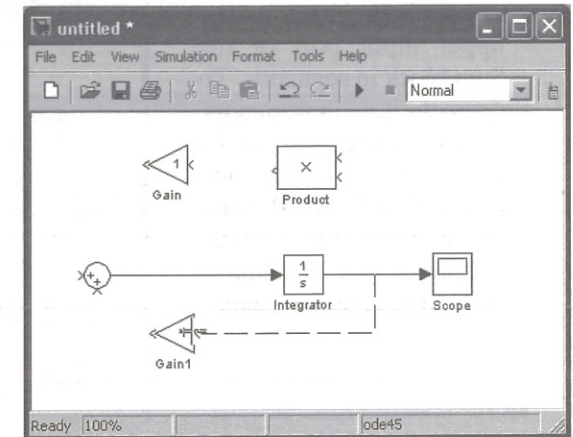 untitled *
File Edit View Simulation Format Tools Help
Normal
1
Gain
×
Product
+
+
1
s
Integrator
Scope
Gain1
Ready 100% ode45